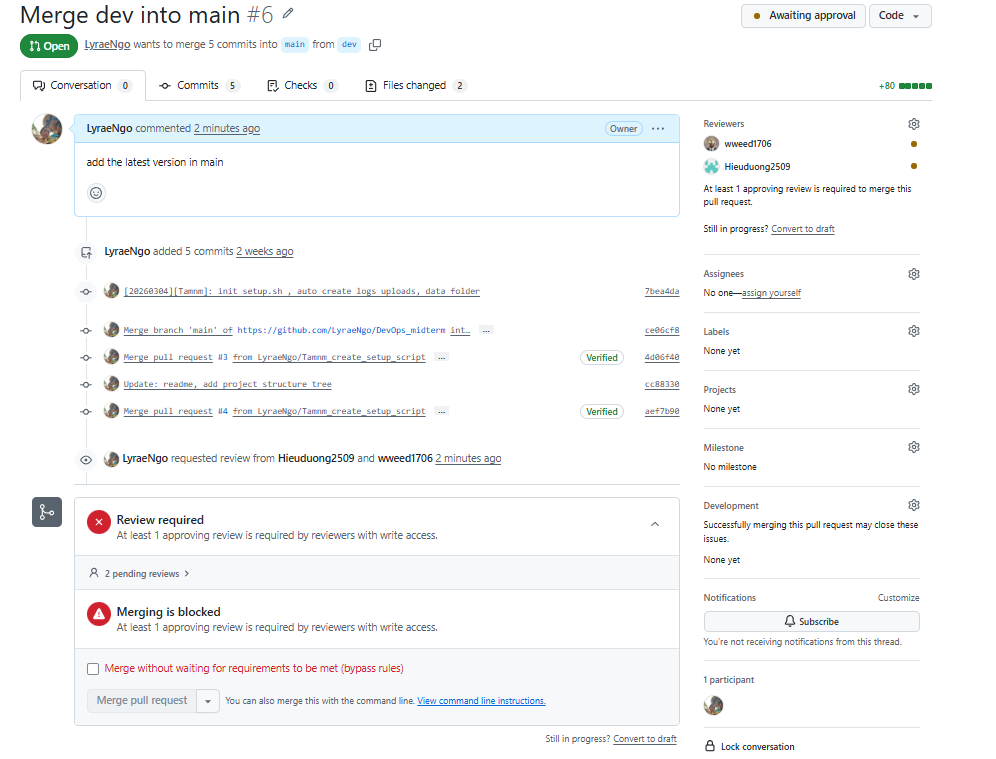 Merge dev into main #6
Awaiting approval
Code
Open
LyraeNgo wants to merge 5 commits into main from dev
Conversation 0
Commits 5
Checks 0
Files changed 2
+80
LyraeNgo commented 2 minutes ago
Owner
add the latest version in main
LyraeNgo added 5 commits 2 weeks ago
[20260304][Tamnm]: init setup.sh , auto create logs uploads, data folder 7bea4da
Merge branch 'main' of https://github.com/LyraeNgo/DevOps_midterm int… ... ce06cf8
Merge pull request #3 from LyraeNgo/Tamnm_create_setup_script ... Verified 4d06f40
Update: readme, add project structure tree cc88330
Merge pull request #4 from LyraeNgo/Tamnm_create_setup_script ... Verified aef7b90
LyraeNgo requested review from Hieuduong2509 and wweed1706 2 minutes ago
Review required
At least 1 approving review is required by reviewers with write access.
2 pending reviews
Merging is blocked
At least 1 approving review is required by reviewers with write access.
Merge without waiting for requirements to be met (bypass rules)
Merge pull request
You can also merge this with the command line. View command line instructions.
Still in progress? Convert to draft
Reviewers
wweed1706
Hieuduong2509
At least 1 approving review is required to merge this
pull request.
Still in progress? Convert to draft
Assignees
No one—assign yourself
Labels
None yet
Projects
None yet
Milestone
No milestone
Development
Successfully merging this pull request may close these
issues.
None yet
Notifications
Customize
Subscribe
You're not receiving notifications from this thread.
1 participant
Lock conversation